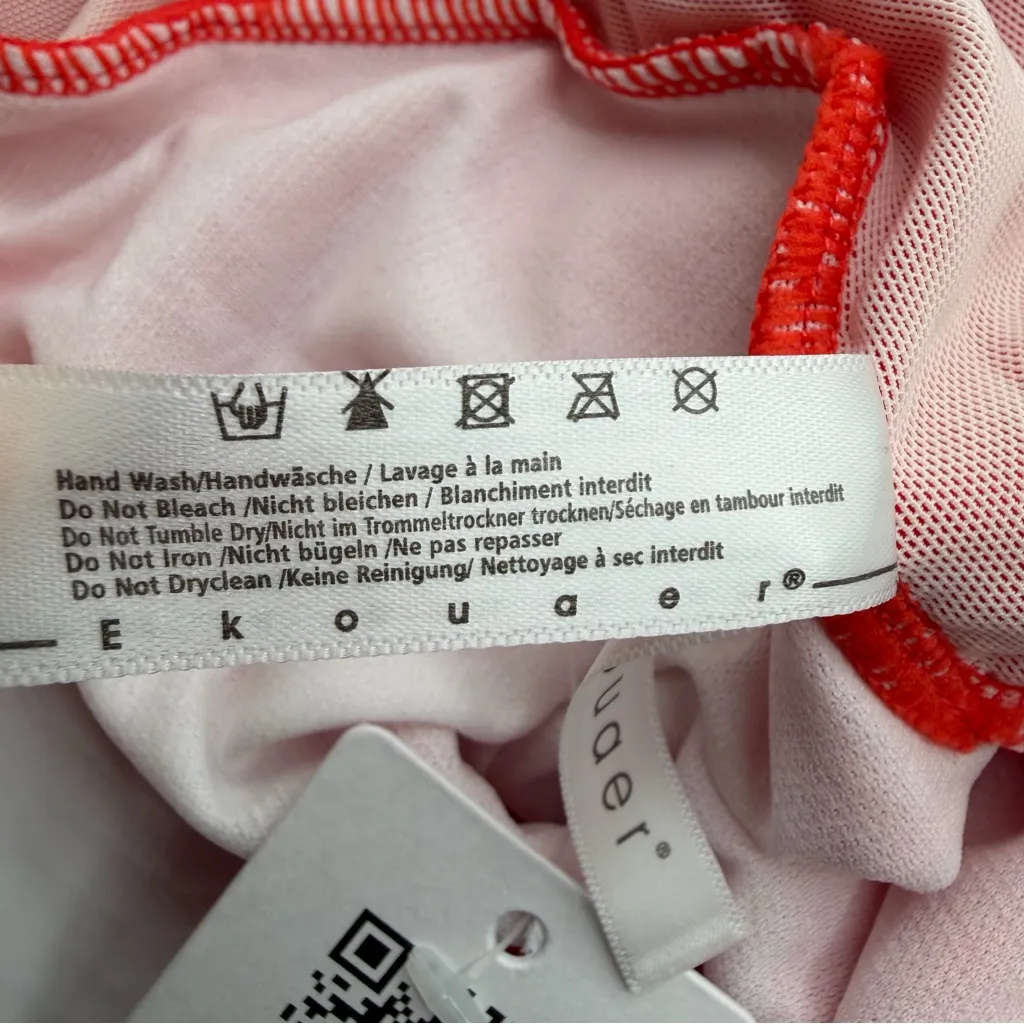 Hand Wash/Handwäsche / Lavage à la main
Do Not Bleach /Nicht bleichen / Blanchiment interdit
Do Not Tumble Dry/Nicht im Trommeltrockner trocknen/Séchage en tambour interdit
Do Not Iron /Nicht bügeln /Ne pas repasser
Do Not Dryclean /Keine Reinigung/ Nettoyage à sec interdit
E k o u a e r®
uaer®